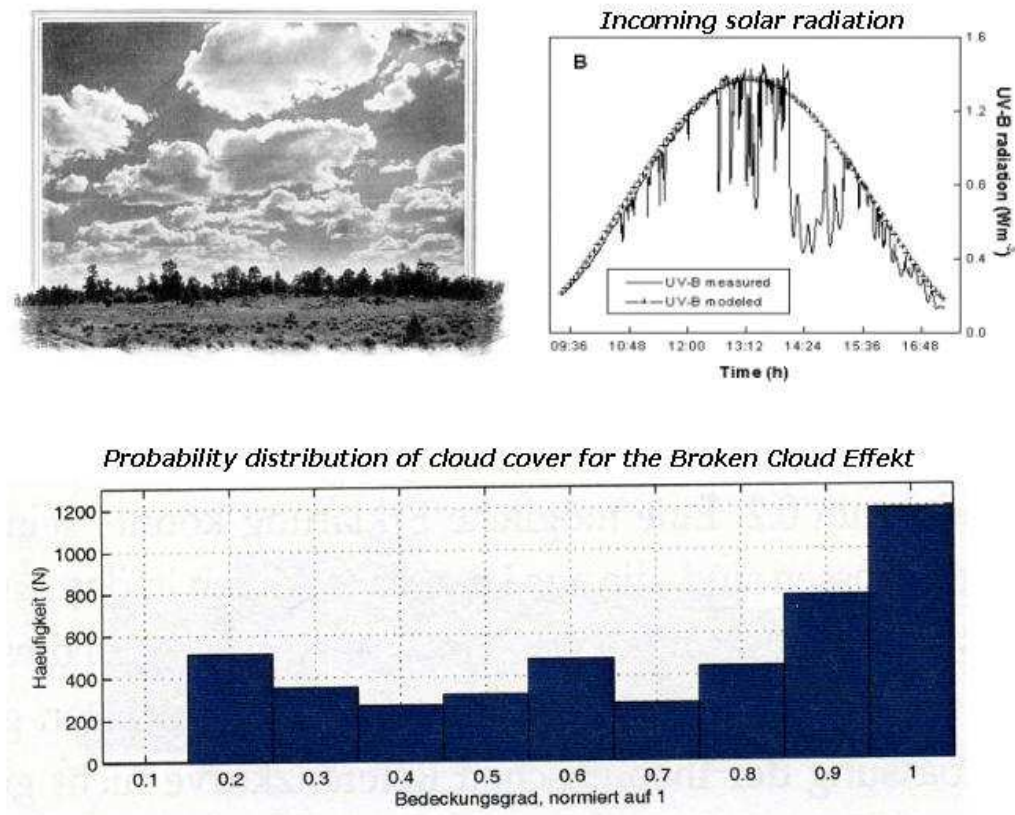 Incoming solar radiation
B
1.6
1.2
0.8
0.4
0.0
UV-B radiation (Wm⁻²)
UV-B measured
UV-B modeled
09:36 10:48 12:00 13:12 14:24 15:36 16:48
Time (h)
Probability distribution of cloud cover for the Broken Cloud Effekt
1200
1000
800
600
400
200
0
Haeufigkeit (N)
0.1 0.2 0.3 0.4 0.5 0.6 0.7 0.8 0.9 1
Bedeckungsgrad, normiert auf 1